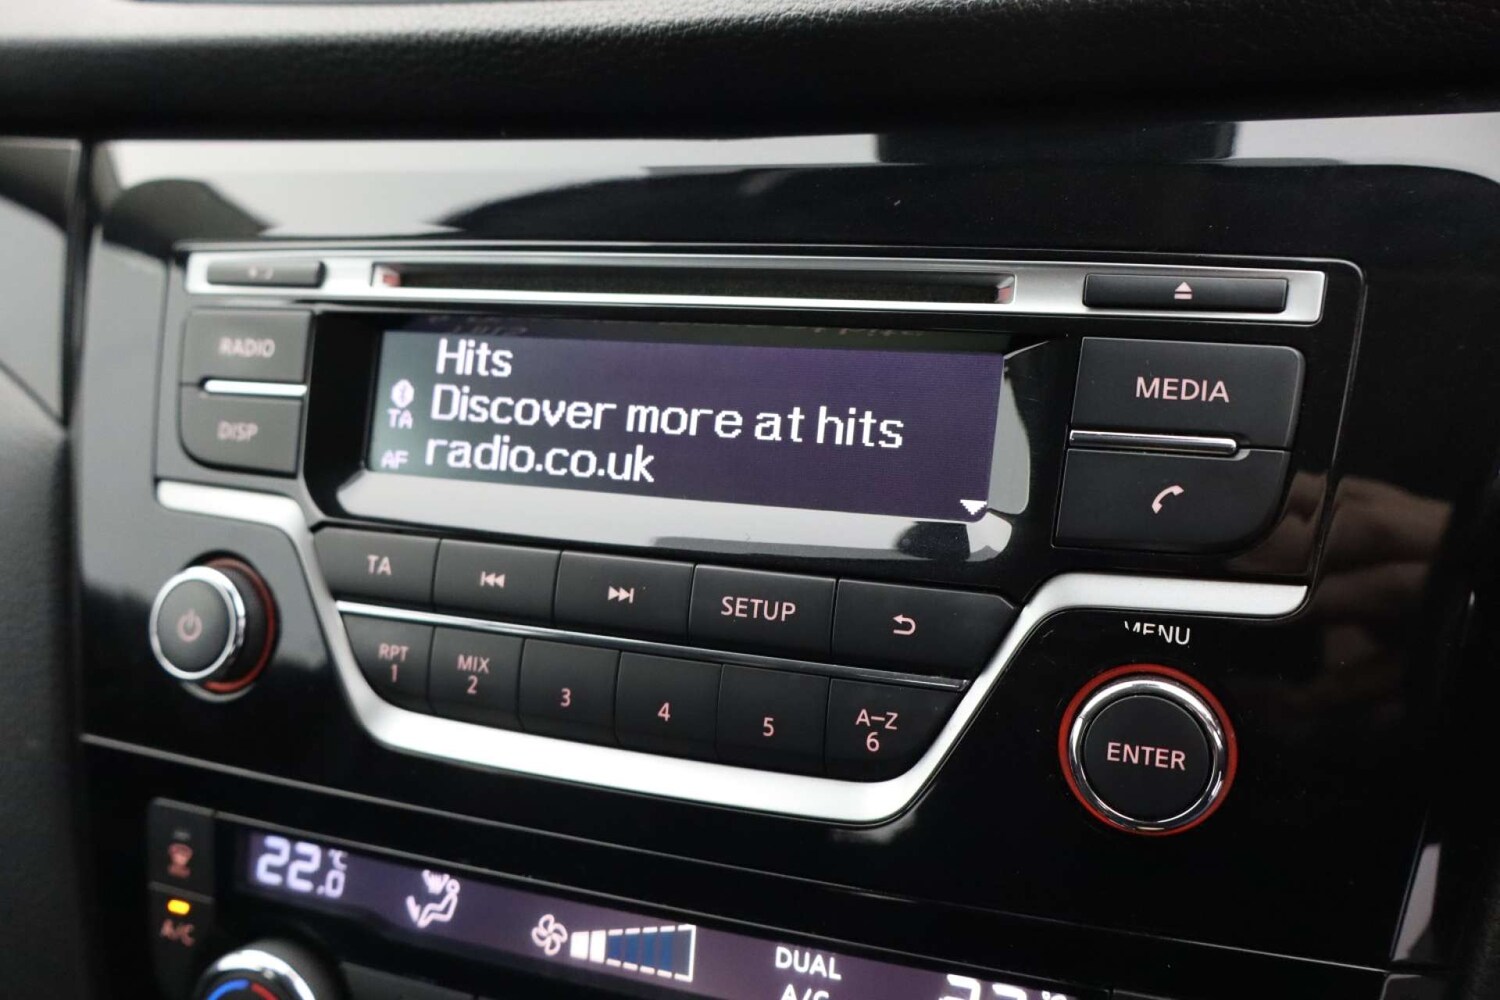 Hits
Discover more at hits
radio.co.uk
TA
AF
RADIO
DISP
MEDIA
TA
SETUP
MENU
RPT
1
MIX
2
3
4
5
A-Z
6
ENTER
22.0 °C
A/C
DUAL
A/C